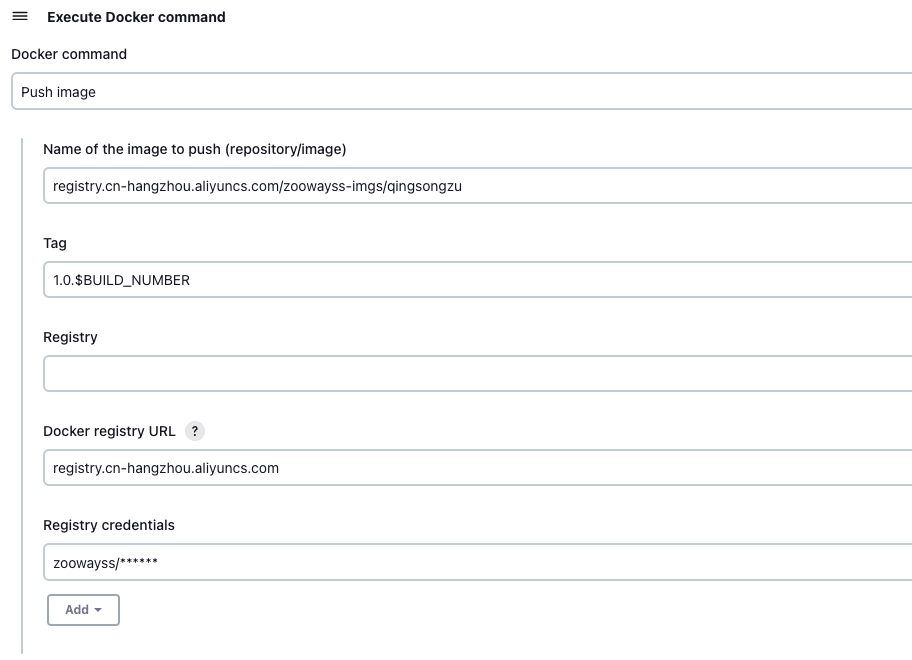 Execute Docker command
Docker command
Push image
Name of the image to push (repository/image)
registry.cn-hangzhou.aliyuncs.com/zoowayss-imgs/qingsongzu
Tag
1.0.$BUILD_NUMBER
Registry
Docker registry URL ?
registry.cn-hangzhou.aliyuncs.com
Registry credentials
zoowayss/******
Add